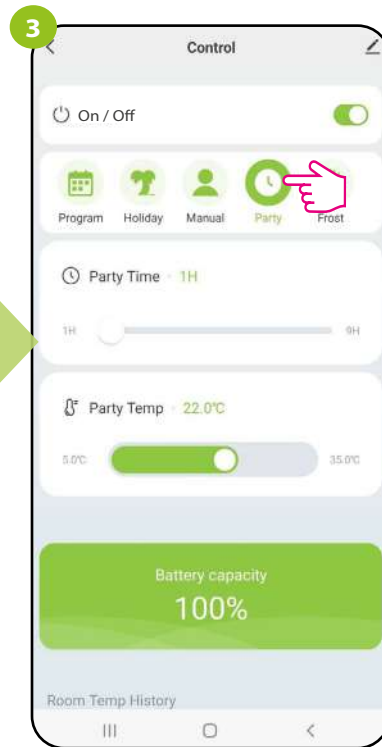 3
Control
On / Off
Program Holiday Manual Party Frost
Party Time · 1H
1H 9H
Party Temp · 22.0°C
5.0°C 35.0°C
Battery capacity
100%
Room Temp History